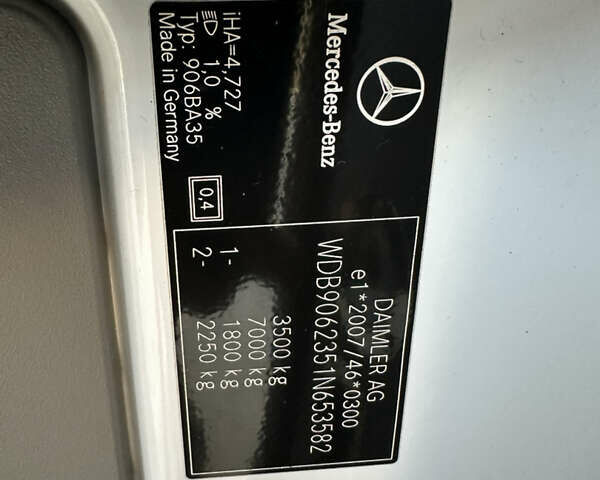 Mercedes-Benz
iHA=4,727
1,0 %
Typ: 906BA35
Made in Germany
0,4
DAIMLER AG
e1*2007/46*0300
WDB9062351N653582
3500 kg
7000 kg
1- 1800 kg
2- 2250 kg